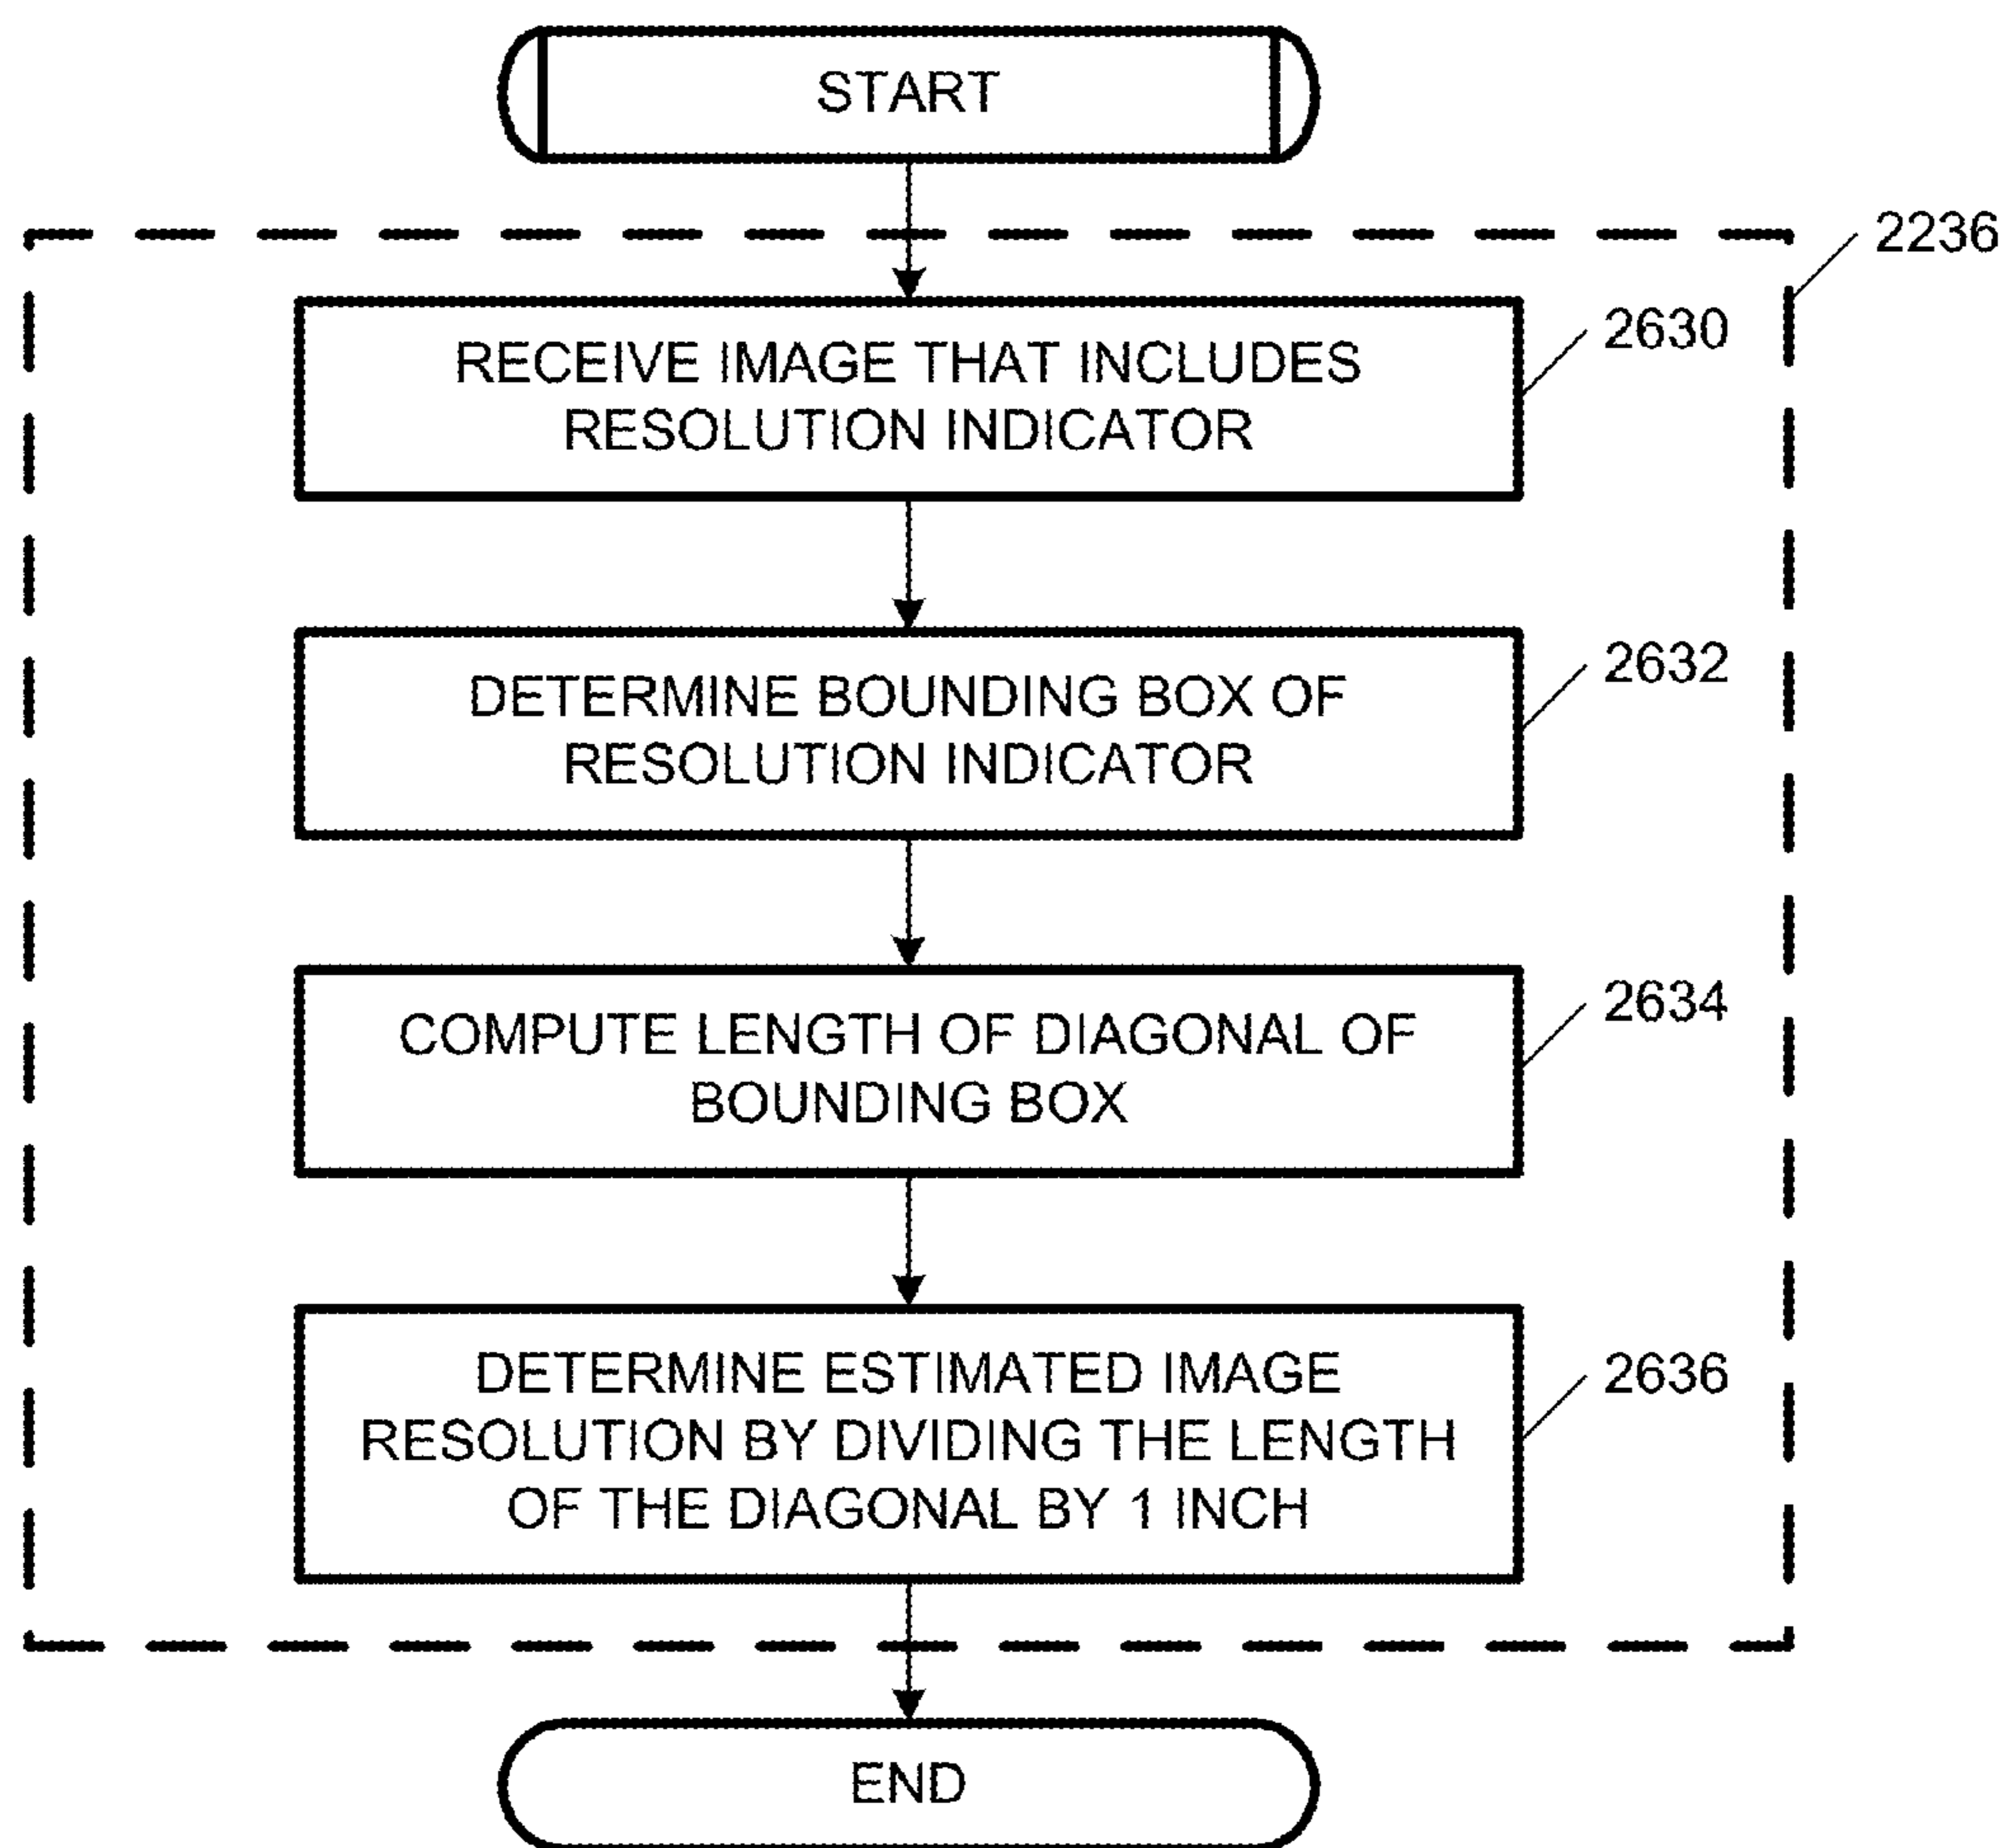 START
2236
RECEIVE IMAGE THAT INCLUDES
RESOLUTION INDICATOR
2630
DETERMINE BOUNDING BOX OF
RESOLUTION INDICATOR
2632
COMPUTE LENGTH OF DIAGONAL OF
BOUNDING BOX
2634
DETERMINE ESTIMATED IMAGE
RESOLUTION BY DIVIDING THE LENGTH
OF THE DIAGONAL BY 1 INCH
2636
END